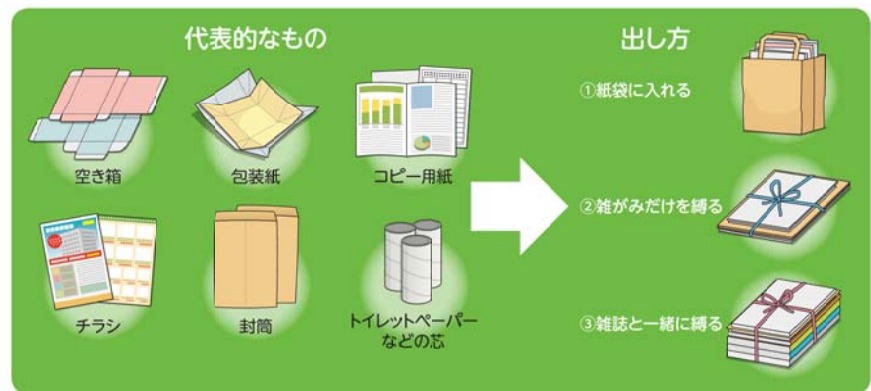 代表的なもの
空き箱
包装紙
コピー用紙
チラシ
封筒
トイレットペーパー
などの芯
出し方
①紙袋に入れる
②雑がみだけを縛る
③雑誌と一緒に縛る